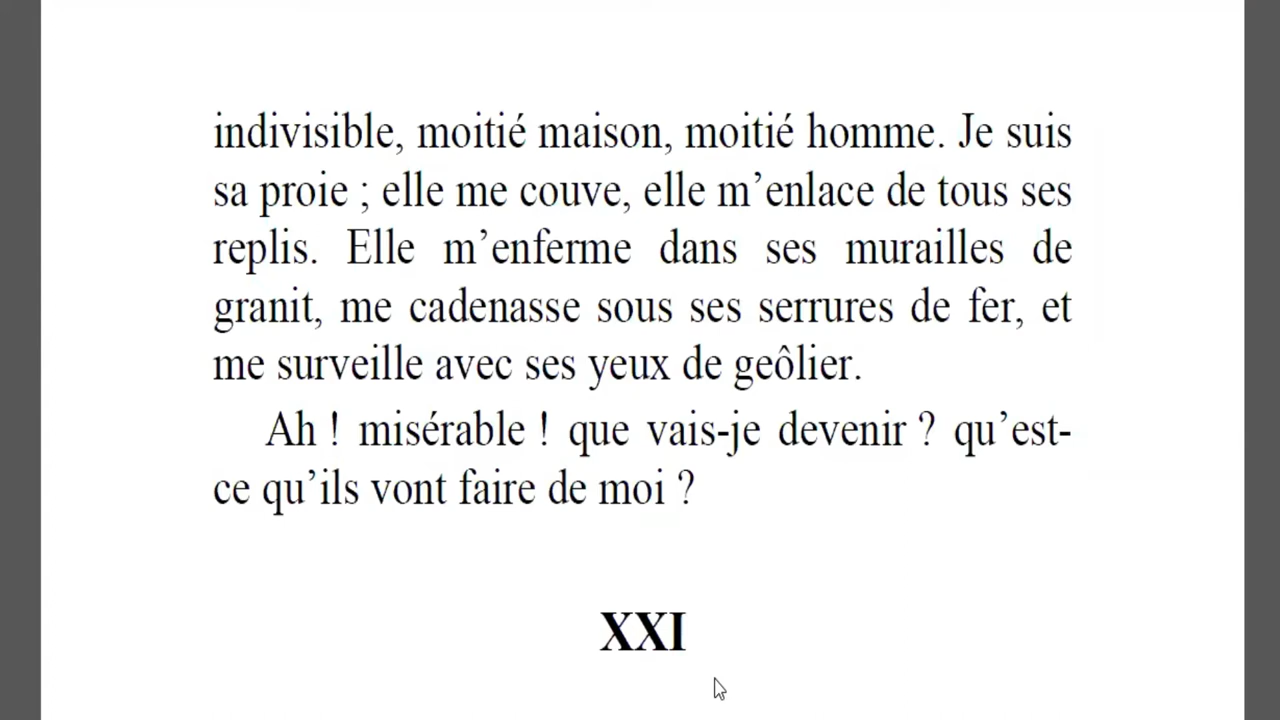 indivisible, moitié maison, moitié homme. Je suis
sa proie ; elle me couve, elle m’enlace de tous ses
replis. Elle m’enferme dans ses murailles de
granit, me cadenasse sous ses serrures de fer, et
me surveille avec ses yeux de geôlier.
Ah ! misérable ! que vais-je devenir ? qu’est-
ce qu’ils vont faire de moi ?
XXI